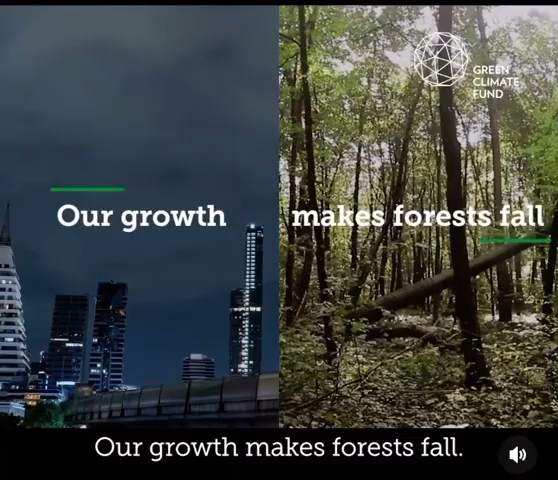 GREEN
CLIMATE
FUND
Our growth
makes forests fall
Our growth makes forests fall.